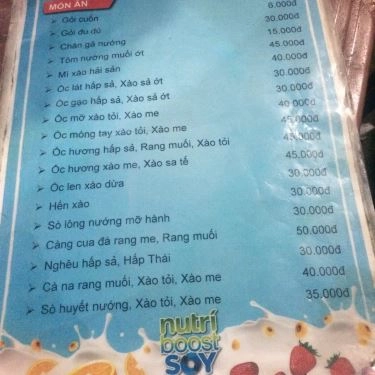 MÓN ĂN
Gỏi cuốn 6.000đ
Gỏi đu đủ 30.000đ
Chân gà nướng 15.000đ
Tôm nướng muối ớt 45.000đ
Mì xào hải sản 40.000đ
Ốc lát hấp sả, Xào sả ớt 30.000đ
Ốc gạo hấp sả, Xào sả ớt 30.000đ
Ốc mỡ xào tỏi, Xào me 40.000đ
Ốc móng tay xào tỏi, Xào me 45.000đ
Ốc hương hấp sả, Rang muối, Xào tỏi 45.000đ
Ốc hương xào me, Xào sa tế 45.000đ
Ốc len xào dừa 30.000đ
Hến xào 30.000đ
Sò lông nướng mỡ hành 30.000đ
Càng cua đá rang me, Rang muối 50.000đ
Nghêu hấp sả, Hấp Thái 30.000đ
Cà na rang muối, Xào tỏi, Xào me 40.000đ
Sò huyết nướng, Xào tỏi, Xào me 35.000đ
nutri
boost
SOY